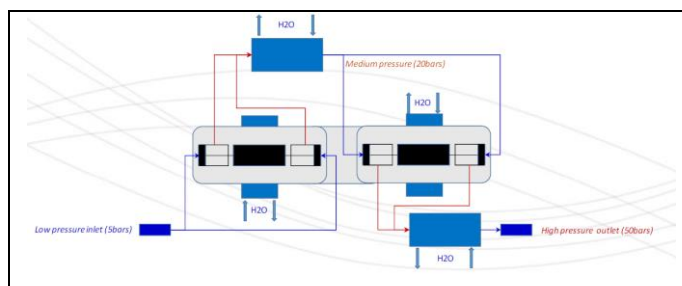 H2O
Medium pressure (20bars)
H2O
H2O
Low pressure inlet (5bars)
H2O
High pressure outlet (50bars)